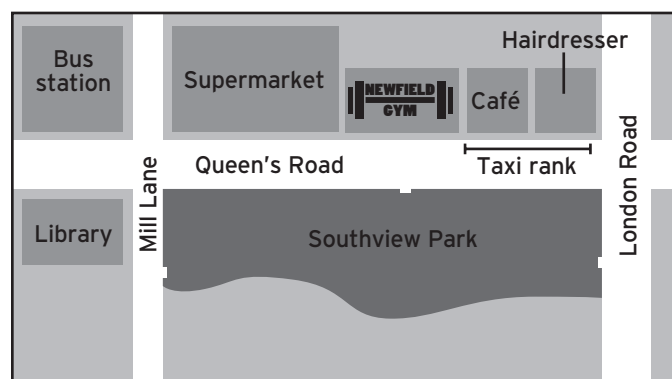 Bus
station
Supermarket
NEWFIELD
GYM
Café
Hairdresser
Queen's Road
Taxi rank
London Road
Library
Mill Lane
Southview Park